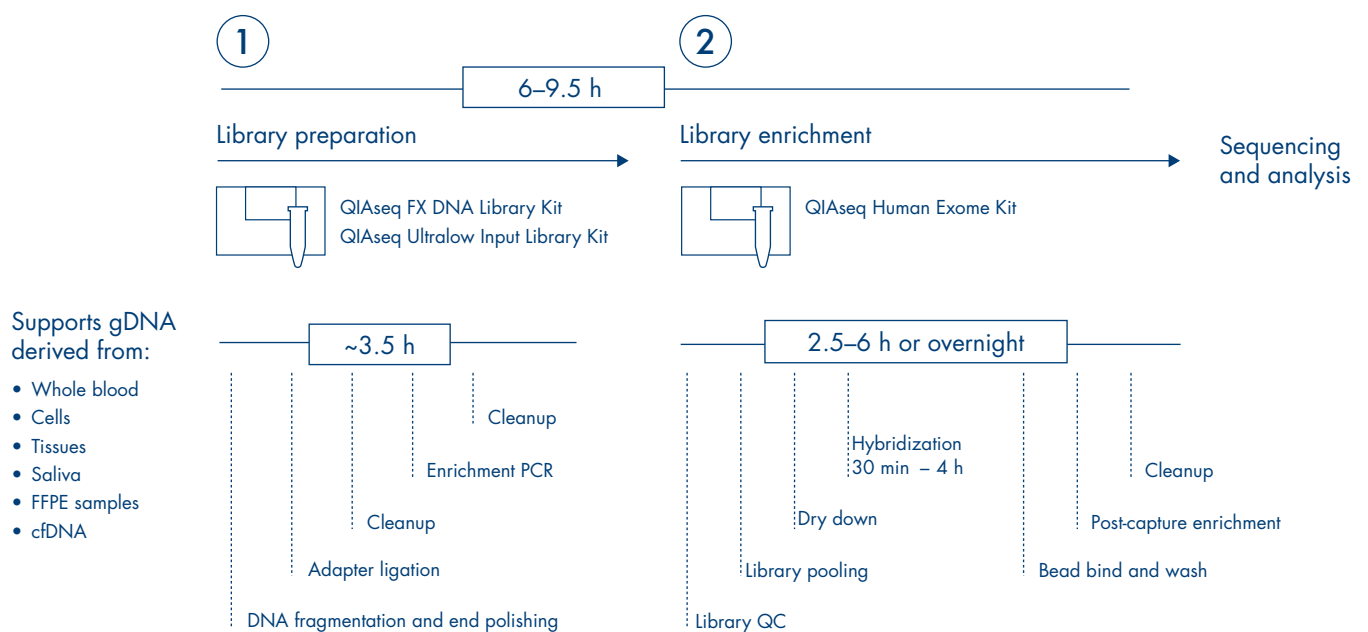 1
2
6–9.5 h
Library preparation
Library enrichment
Sequencing
and analysis
QIAseq FX DNA Library Kit
QIAseq Ultralow Input Library Kit
QIAseq Human Exome Kit
Supports gDNA
derived from:
• Whole blood
• Cells
• Tissues
• Saliva
• FFPE samples
• cfDNA
~3.5 h
Cleanup
Enrichment PCR
Cleanup
Adapter ligation
DNA fragmentation and end polishing
2.5–6 h or overnight
Hybridization
30 min – 4 h
Cleanup
Dry down
Post-capture enrichment
Library pooling
Bead bind and wash
Library QC